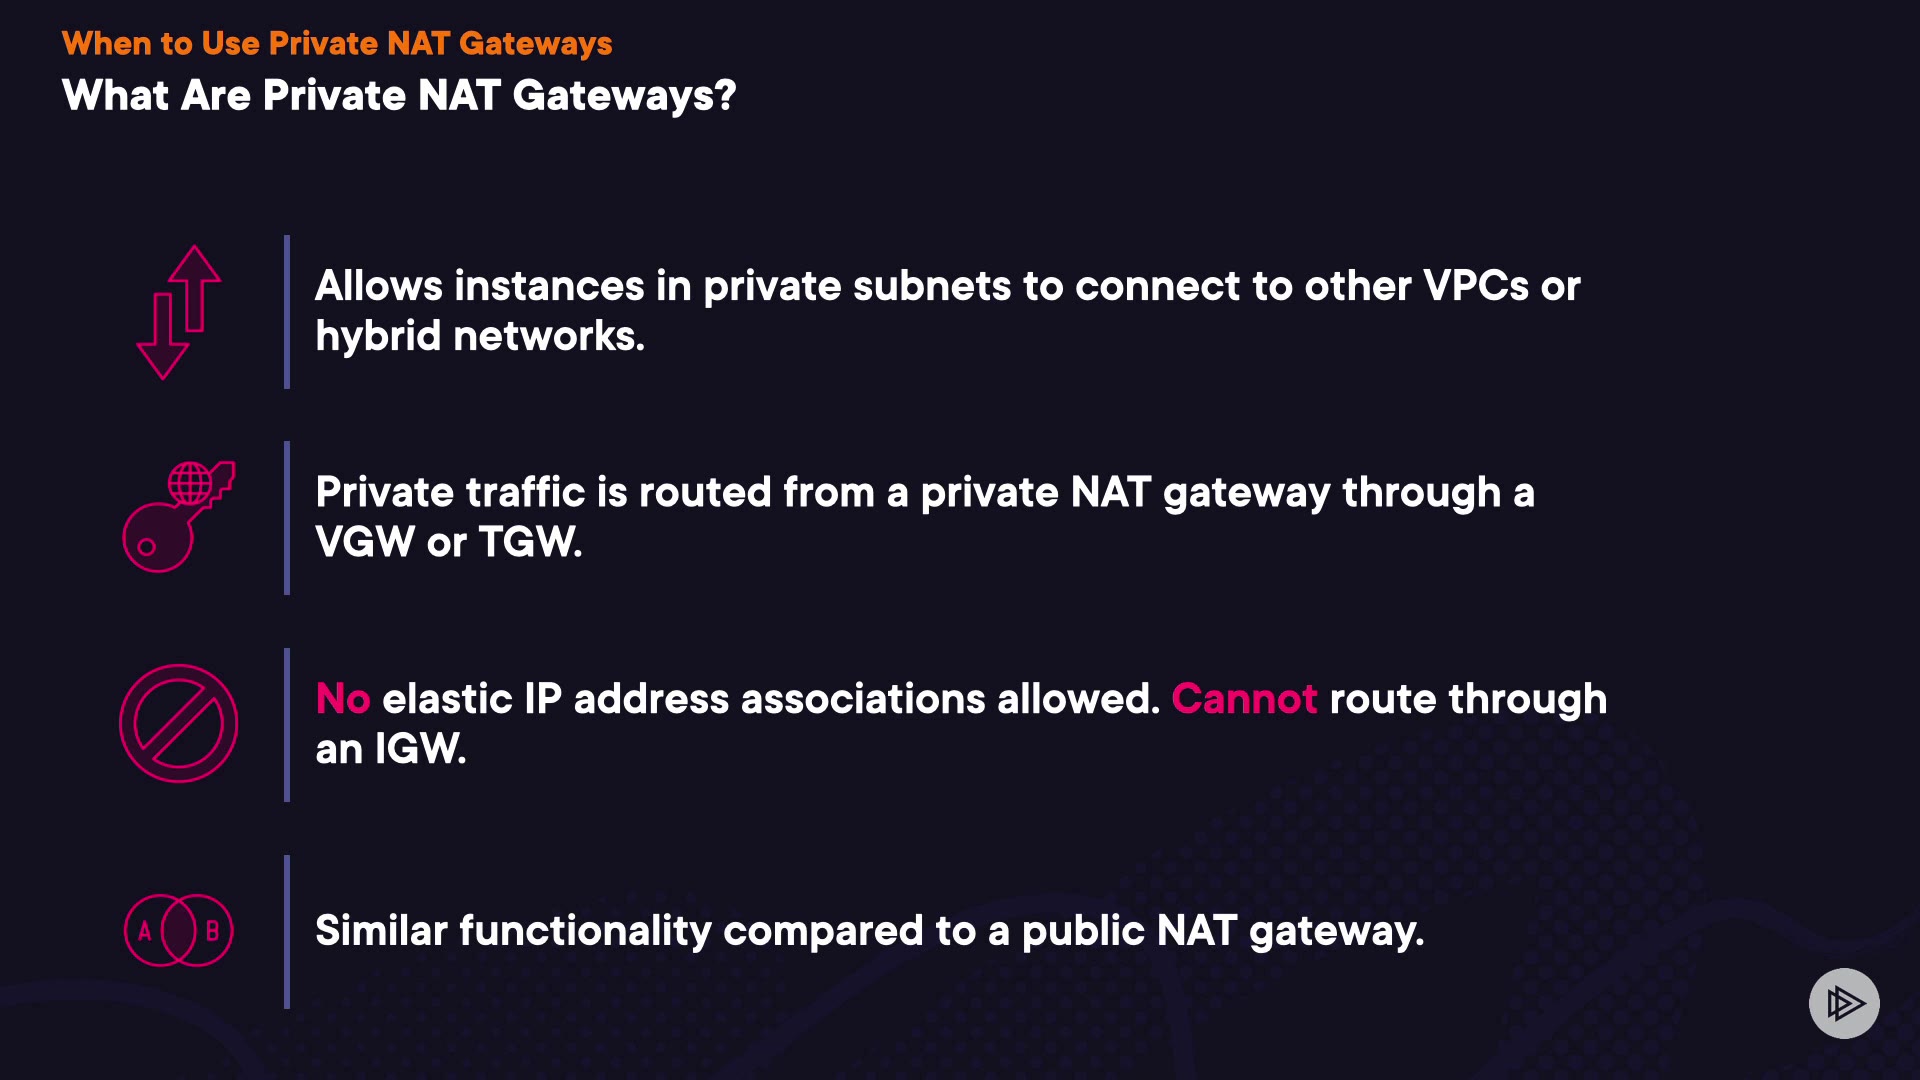 When to Use Private NAT Gateways
What Are Private NAT Gateways?
Allows instances in private subnets to connect to other VPCs or
hybrid networks.
Private traffic is routed from a private NAT gateway through a
VGW or TGW.
No elastic IP address associations allowed. Cannot route through
an IGW.
A B
Similar functionality compared to a public NAT gateway.